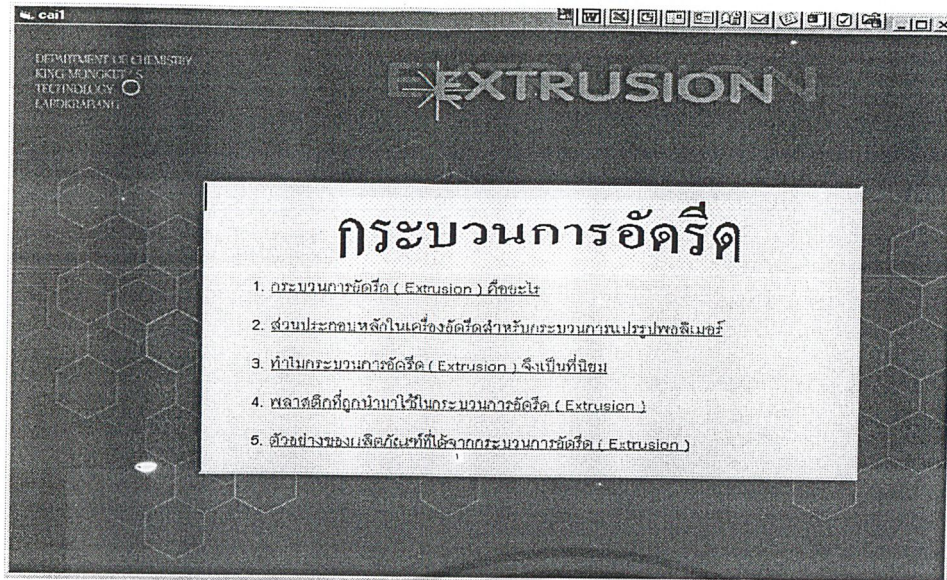 cai1
DEPARTMENT OF CHEMISTRY
KING MONGKUT'S
TECHNOLOGY
LARDKRABANG
EXTRUSION
กระบวนการอัดรีด
1. กระบวนการอัดรีด ( Extrusion ) คืออะไร
2. ส่วนประกอบหลักในเครื่องอัดรีดสำหรับกระบวนการแปรรูปพอลิเมอร์
3. ทำไมกระบวนการอัดรีด ( Extrusion ) จึงเป็นที่นิยม
4. พลาสติกที่ถูกนำมาใช้ในกระบวนการอัดรีด ( Extrusion )
5. ตัวอย่างของผลิตภัณฑ์ที่ได้จากกระบวนการอัดรีด ( Extrusion )